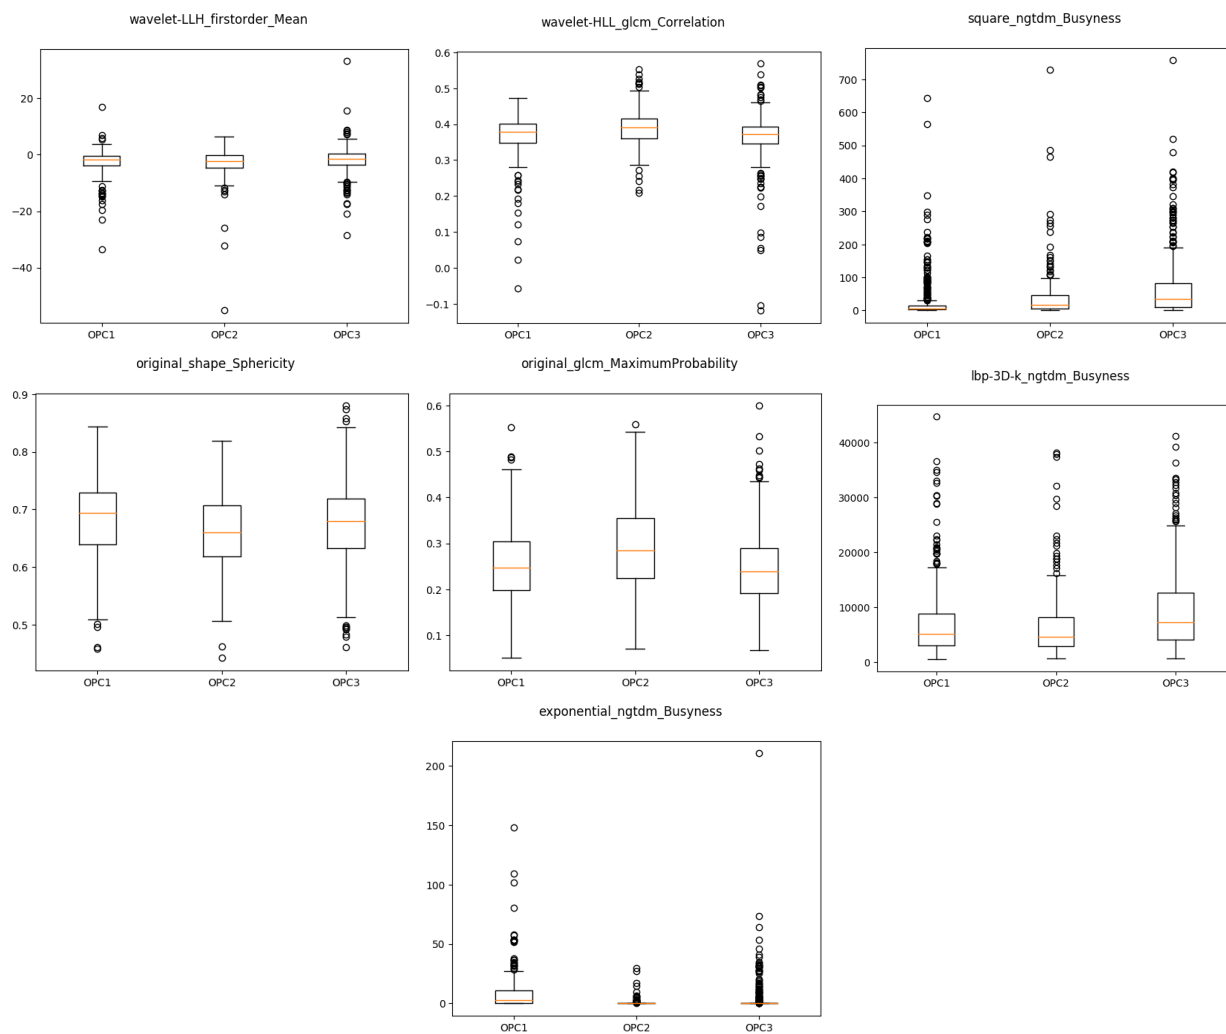 wavelet-LLH_firstorder_Mean
20
0
−20
−40
OPC1 OPC2 OPC3
wavelet-HLL_glcm_Correlation
0.6
0.5
0.4
0.3
0.2
0.1
0.0
−0.1
OPC1 OPC2 OPC3
square_ngtdm_Busyness
700
600
500
400
300
200
100
0
OPC1 OPC2 OPC3
original_shape_Sphericity
0.9
0.8
0.7
0.6
0.5
OPC1 OPC2 OPC3
original_glcm_MaximumProbability
0.6
0.5
0.4
0.3
0.2
0.1
OPC1 OPC2 OPC3
lbp-3D-k_ngtdm_Busyness
40000
30000
20000
10000
0
OPC1 OPC2 OPC3
exponential_ngtdm_Busyness
200
150
100
50
0
OPC1 OPC2 OPC3